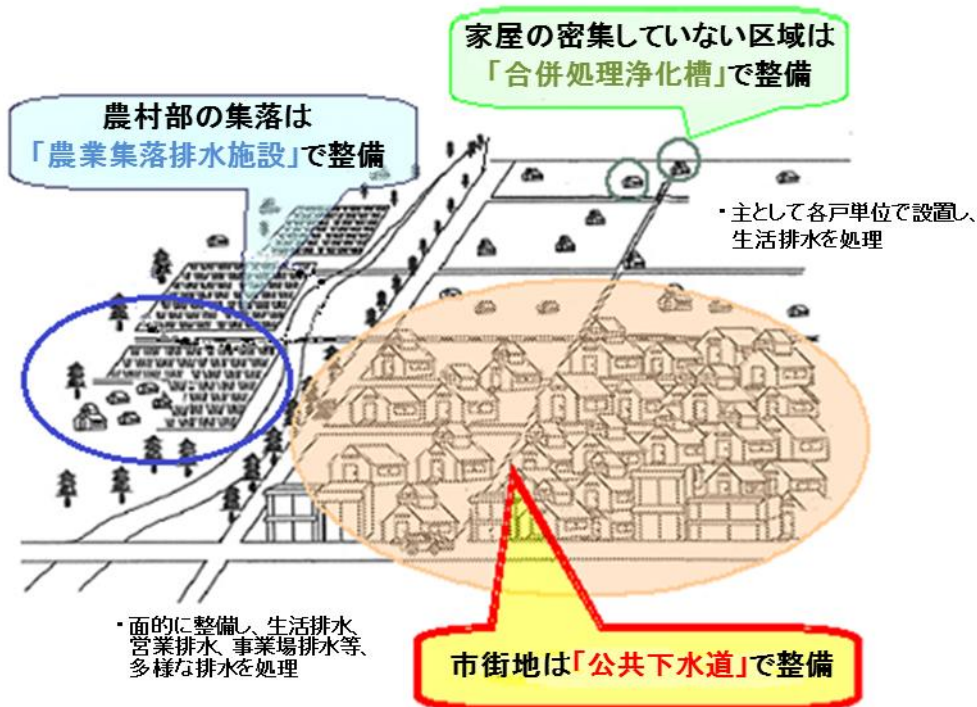 家屋の密集していない区域は
「合併処理浄化槽」で整備
農村部の集落は
「農業集落排水施設」で整備
・主として各戸単位で設置し、
生活排水を処理
・面的に整備し、生活排水、
営業排水、事業場排水等、
多様な排水を処理
市街地は「公共下水道」で整備